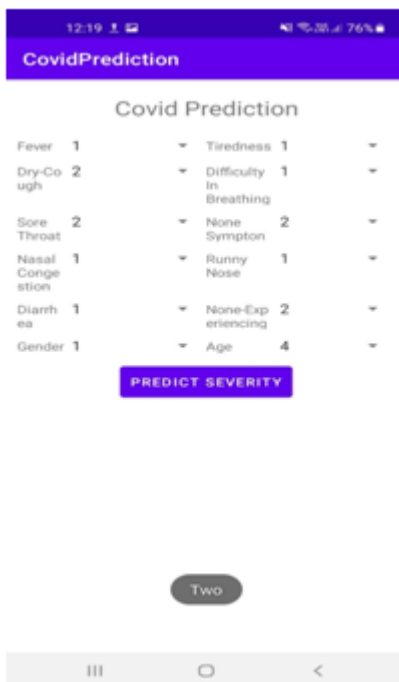 12:19 76%
CovidPrediction
Covid Prediction
Fever 1 Tiredness 1
Dry-Co 2 Difficulty 1
ugh In
Breathing
Sore 2 None 2
Throat Sympton
Nasal 1 Runny 1
Conge Nose
stion
Diarrh 1 None-Exp 2
ea eriencing
Gender 1 Age 4
PREDICT SEVERITY
Two